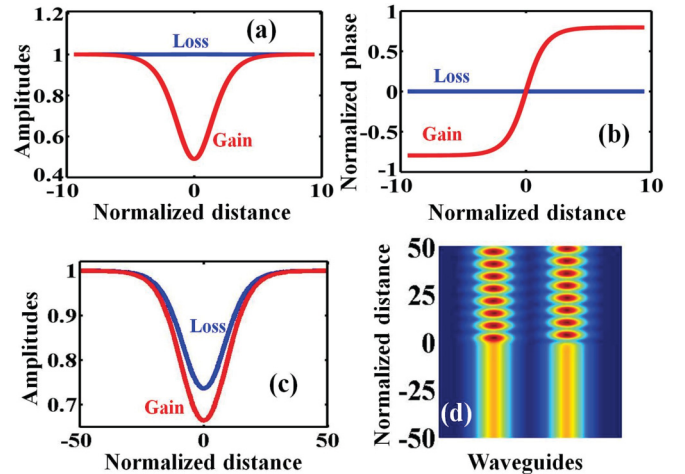 1.2
1
0.8
0.6
0.4
-10
0
10
Amplitudes
Normalized distance
Loss
Gain
(a)
1
0.5
0
-0.5
-1
-10
0
10
Normalized phase
Normalized distance
Loss
Gain
(b)
1
0.9
0.8
0.7
-50
0
50
Amplitudes
Normalized distance
Loss
Gain
(c)
50
25
0
-25
-50
Normalized distance
Waveguides
(d)